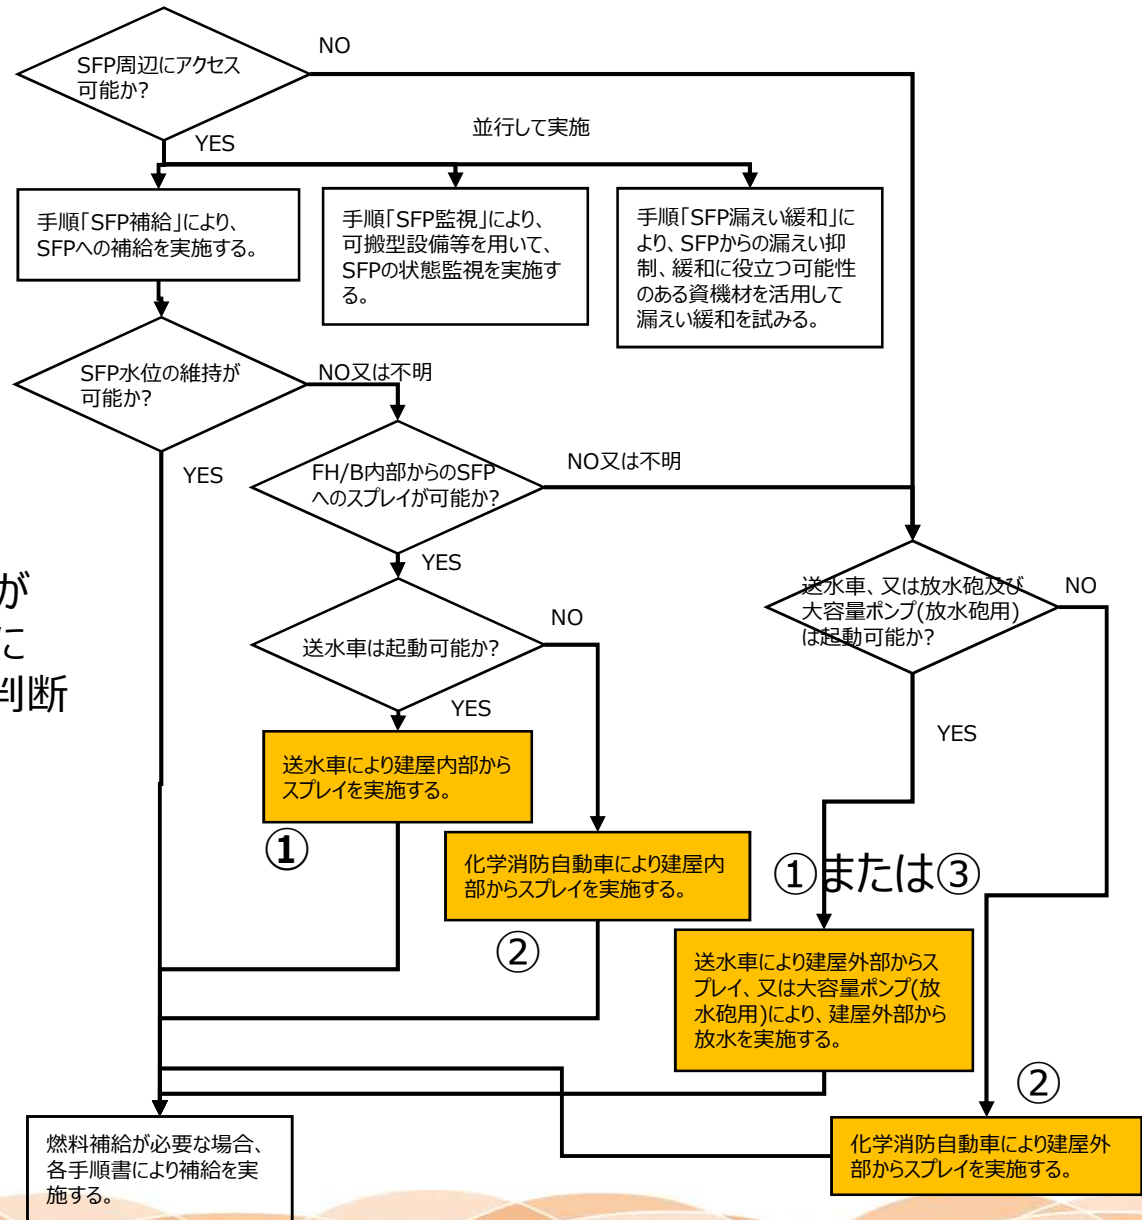 SFP周辺にアクセス
可能か?
NO
YES
並行して実施
手順「SFP補給」により、
SFPへの補給を実施する。
手順「SFP監視」により、
可搬型設備等を用いて、
SFPの状態監視を実施す
る。
手順「SFP漏えい緩和」に
より、SFPからの漏えい抑
制、緩和に役立つ可能性
のある資機材を活用して
漏えい緩和を試みる。
SFP水位の維持が
可能か?
NO又は不明
YES
FH/B内部からのSFP
へのスプレイが可能か?
NO又は不明
YES
が
に
判断
送水車は起動可能か?
NO
YES
送水車、又は放水砲及び
大容量ポンプ(放水砲用)
は起動可能か?
NO
YES
送水車により建屋内部から
スプレイを実施する。
①
化学消防自動車により建屋内
部からスプレイを実施する。
②
①または③
送水車により建屋外部からス
プレイ、又は大容量ポンプ(放
水砲用)により、建屋外部から
放水を実施する。
②
化学消防自動車により建屋外
部からスプレイを実施する。
燃料補給が必要な場合、
各手順書により補給を実
施する。